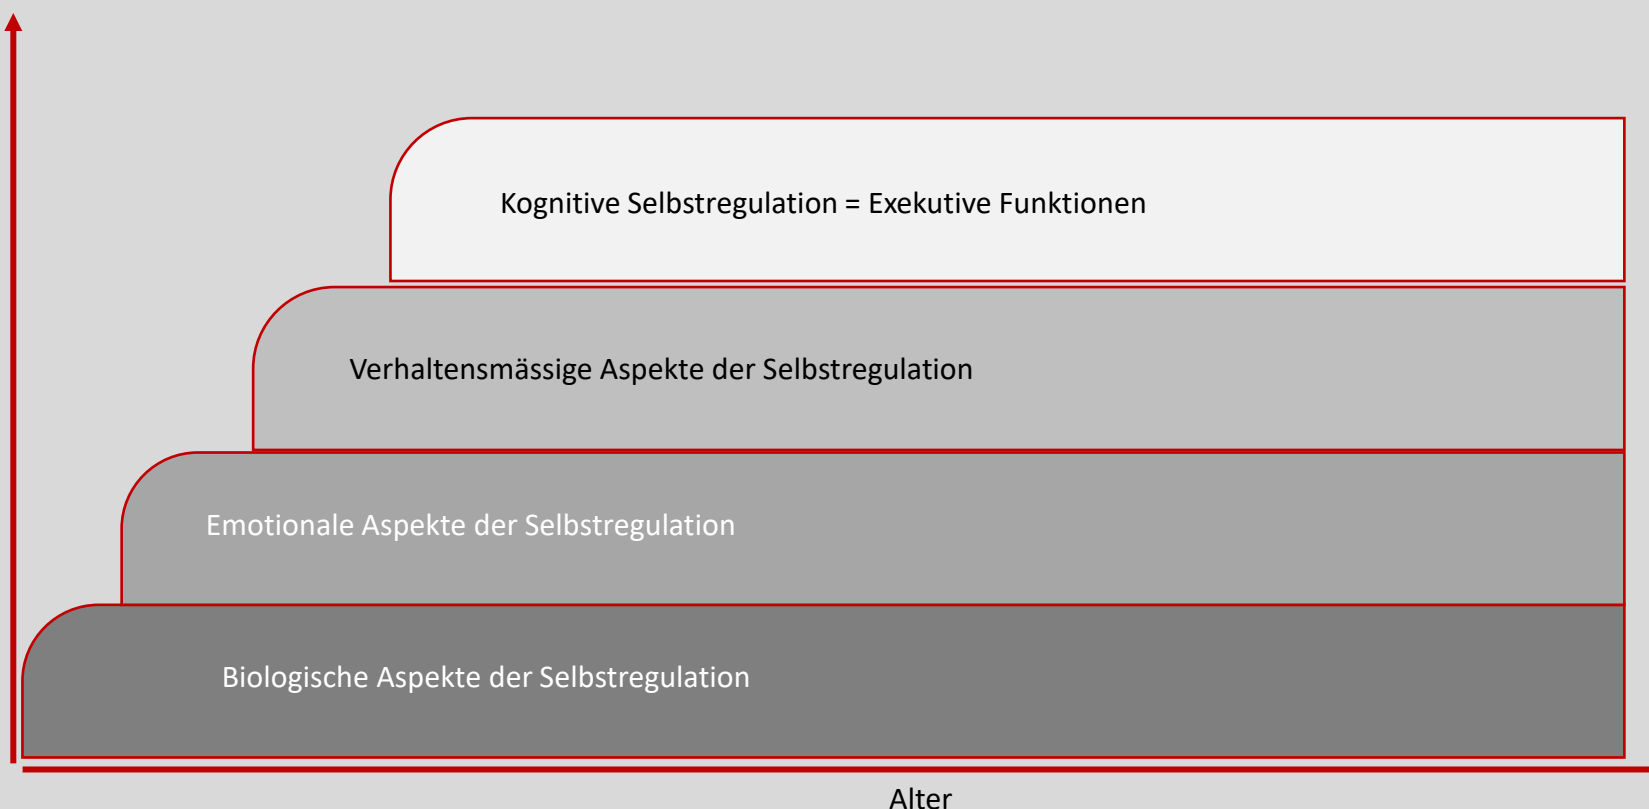 Kognitive Selbstregulation = Exekutive Funktionen
Verhaltensmässige Aspekte der Selbstregulation
Emotionale Aspekte der Selbstregulation
Biologische Aspekte der Selbstregulation
Alter